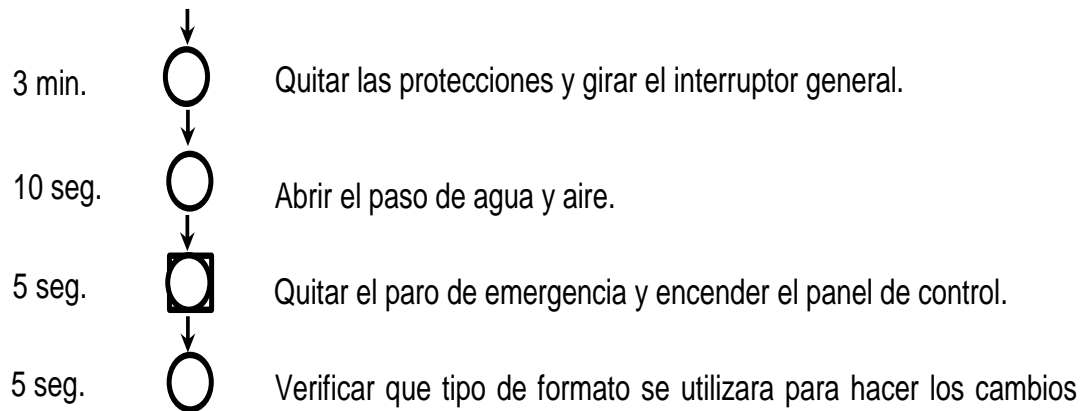 3 min. Quitar las protecciones y girar el interruptor general.
10 seg. Abrir el paso de agua y aire.
5 seg. Quitar el paro de emergencia y encender el panel de control.
5 seg. Verificar que tipo de formato se utilizara para hacer los cambios